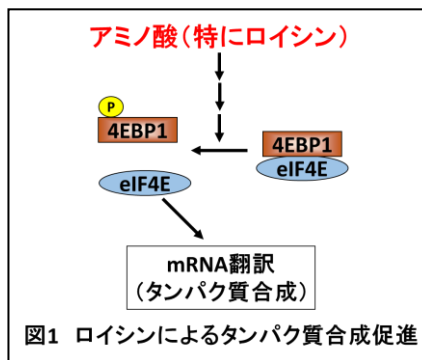 アミノ酸（特にロイシン）
P
4EBP1
4EBP1
eIF4E
eIF4E
mRNA翻訳
（タンパク質合成）
図1 ロイシンによるタンパク質合成促進